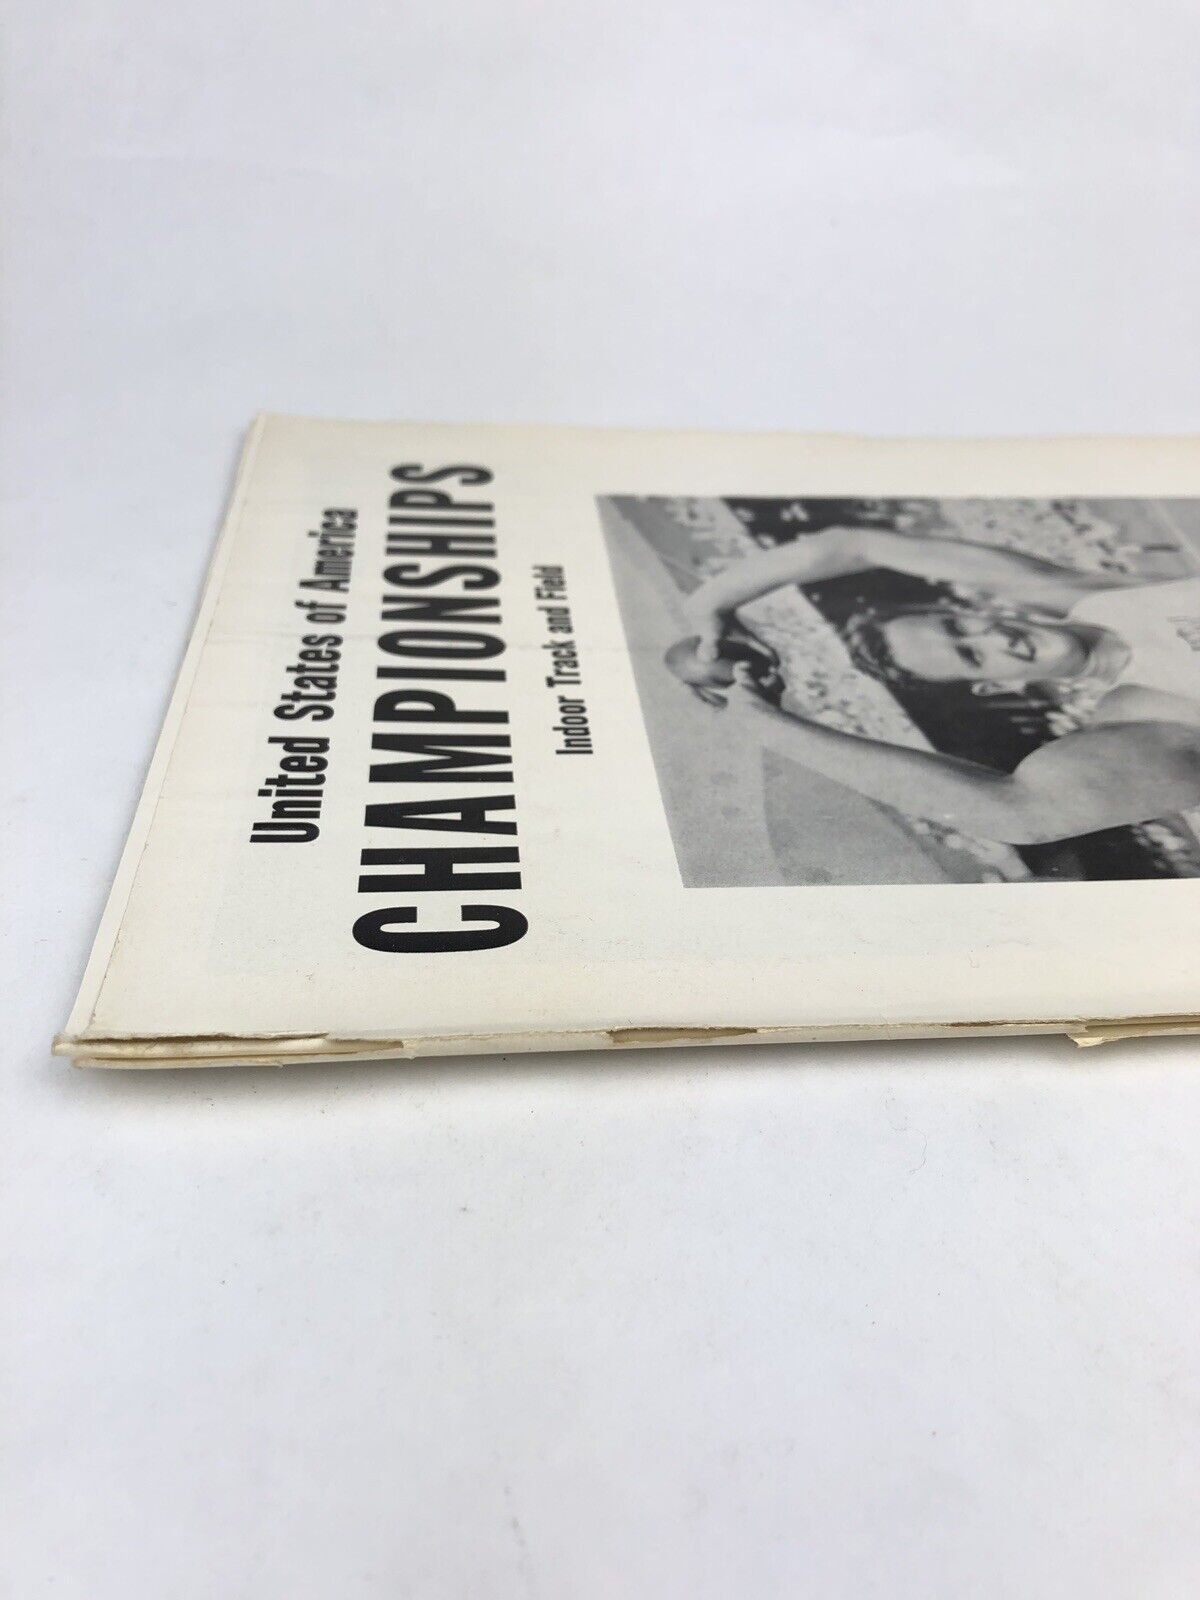 United States of America
CHAMPIONSHIPS
Indoor Track and Field